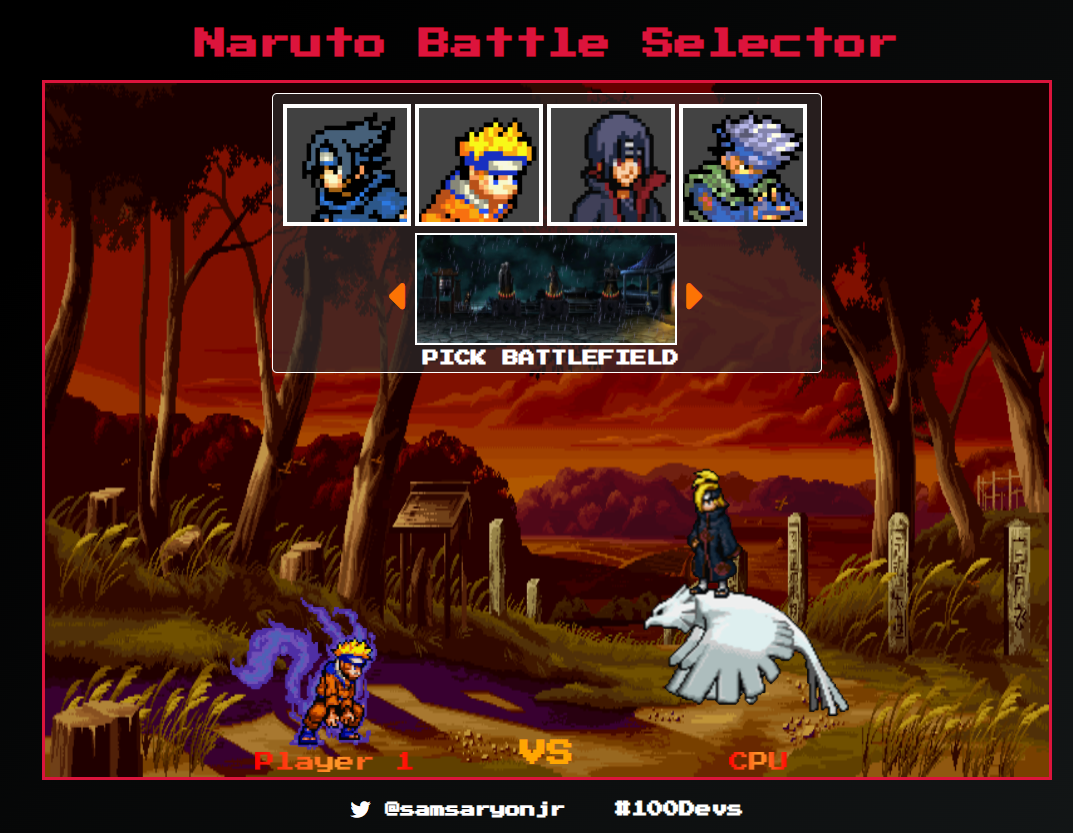 Naruto Battle Selector
PICK BATTLEFIELD
VS
Player 1
CPU
@samsaryonjr #100Devs